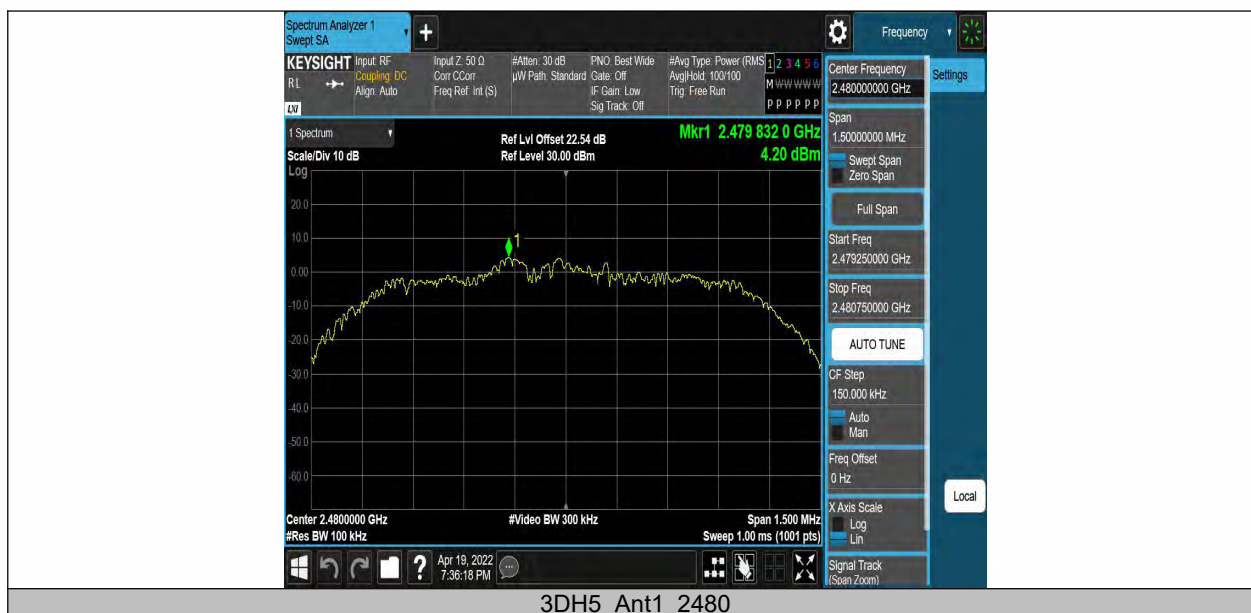 Spectrum Analyzer 1
Swept SA
+
Frequency
KEYSIGHT
RL
LXI
Input: RF
Coupling: DC
Align: Auto
Input Z: 50 Ω
Corr CCorr
Freq Ref: Int (S)
#Atten: 30 dB
µW Path: Standard
PNO: Best Wide
Gate: Off
IF Gain: Low
Sig Track: Off
#Avg Type: Power (RMS
Avg|Hold: 100/100
Trig: Free Run
1 2 3 4 5 6
M W W W W W
P P P P P P
1 Spectrum
Scale/Div 10 dB
Log
Ref Lvl Offset 22.54 dB
Ref Level 30.00 dBm
Mkr1 2.479 832 0 GHz
4.20 dBm
20.0
10.0
0.00
-10.0
-20.0
-30.0
-40.0
-50.0
-60.0
1
Center 2.4800000 GHz
#Res BW 100 kHz
#Video BW 300 kHz
Span 1.500 MHz
Sweep 1.00 ms (1001 pts)
Apr 19, 2022
7:36:18 PM
?
Center Frequency
2.480000000 GHz
Settings
Span
1.50000000 MHz
Swept Span
Zero Span
Full Span
Start Freq
2.479250000 GHz
Stop Freq
2.480750000 GHz
AUTO TUNE
CF Step
150.000 kHz
Auto
Man
Freq Offset
0 Hz
X Axis Scale
Log
Lin
Local
Signal Track
(Span Zoom)
3DH5_Ant1_2480